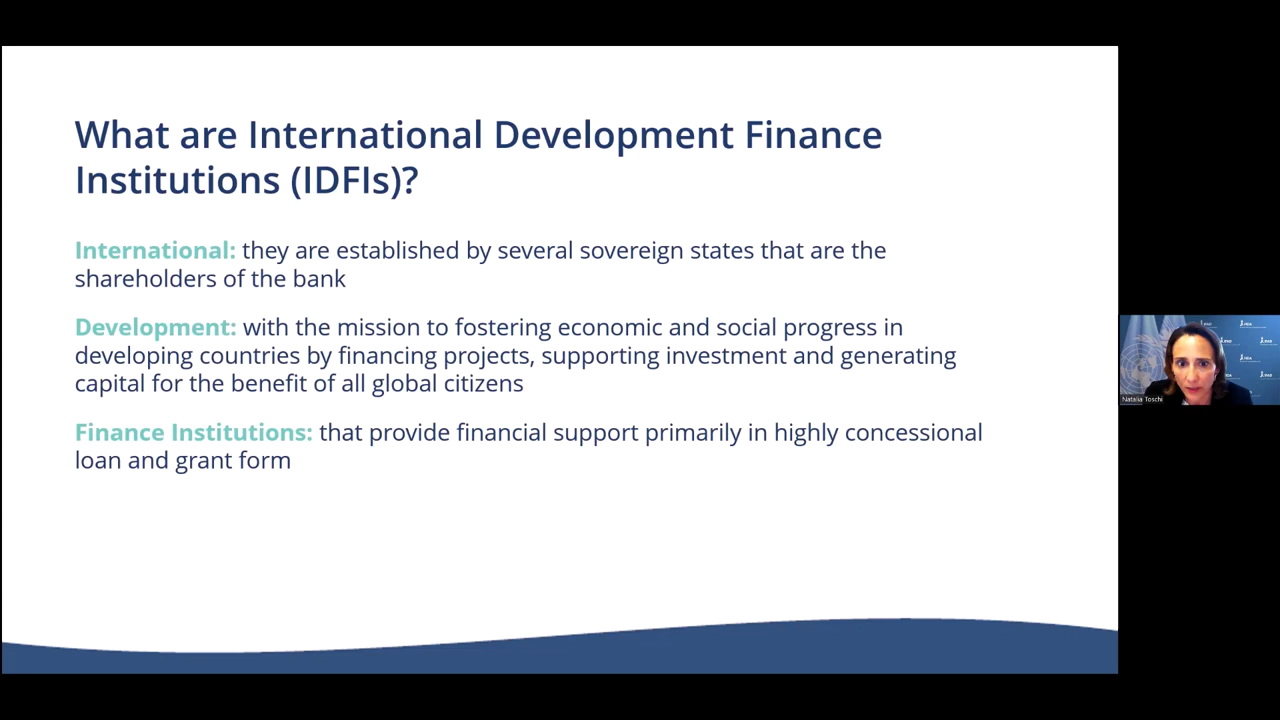 What are International Development Finance
Institutions (IDFIs)?
International: they are established by several sovereign states that are the
shareholders of the bank
Development: with the mission to fostering economic and social progress in
developing countries by financing projects, supporting investment and generating
capital for the benefit of all global citizens
Finance Institutions: that provide financial support primarily in highly concessional
loan and grant form
Natalia Toschi